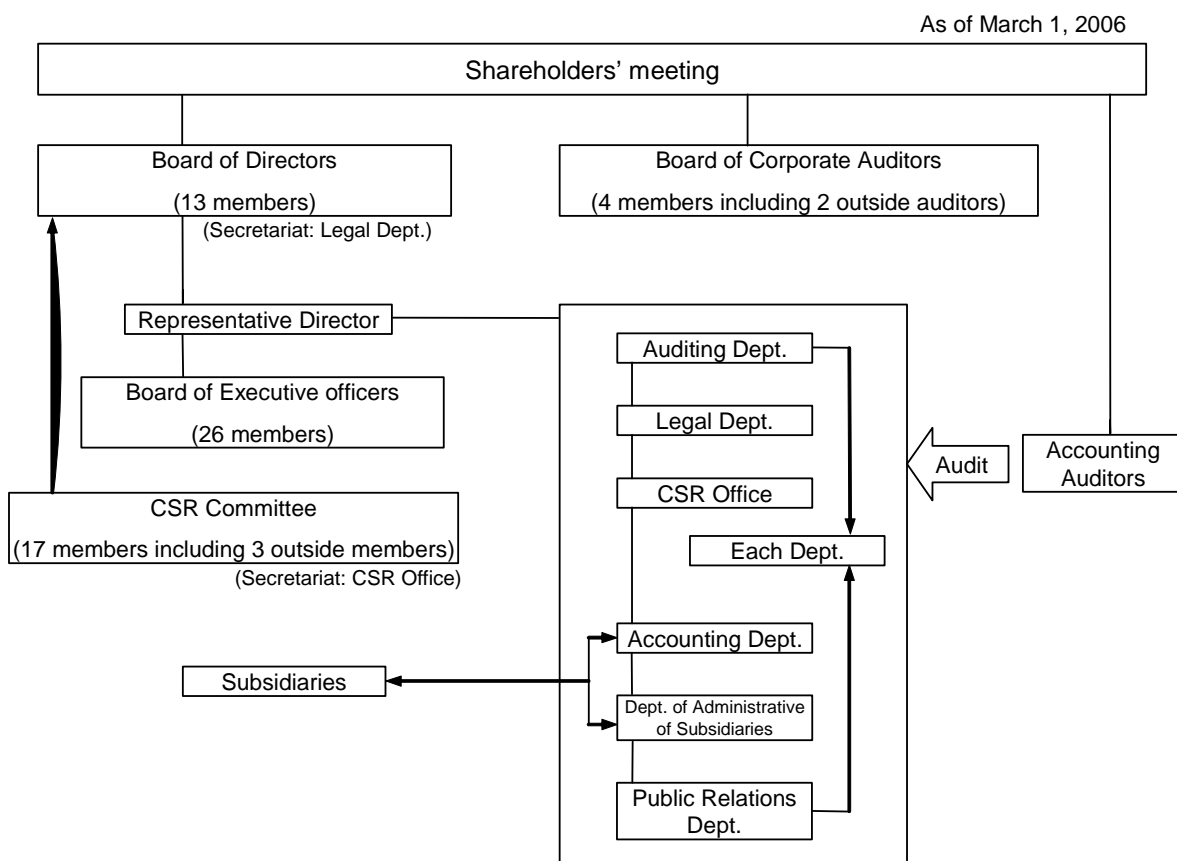 As of March 1, 2006
Shareholders’ meeting
Board of Directors
(13 members)
(Secretariat: Legal Dept.)
Board of Corporate Auditors
(4 members including 2 outside auditors)
Representative Director
Board of Executive officers
(26 members)
CSR Committee
(17 members including 3 outside members)
(Secretariat: CSR Office)
Subsidiaries
Auditing Dept.
Legal Dept.
CSR Office
Each Dept.
Accounting Dept.
Dept. of Administrative
of Subsidiaries
Public Relations
Dept.
Audit
Accounting
Auditors